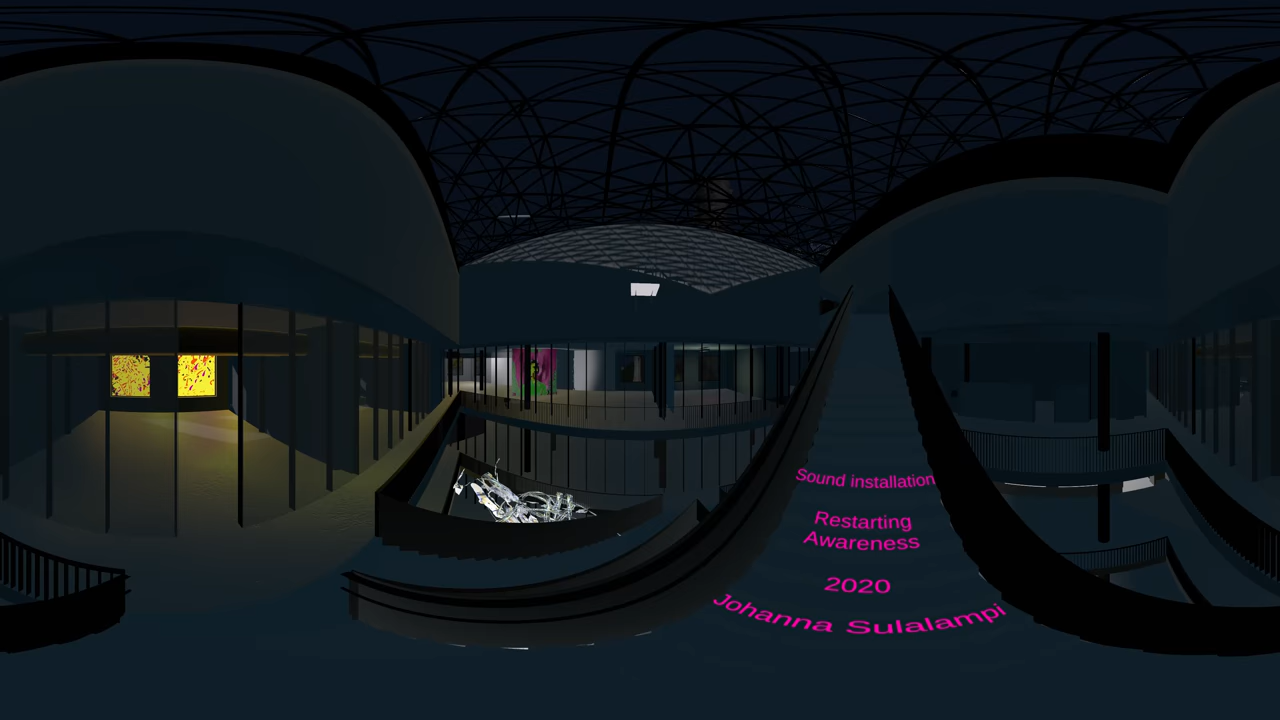 Sound installation
Restarting
Awareness
2020
Johanna Sulalampi